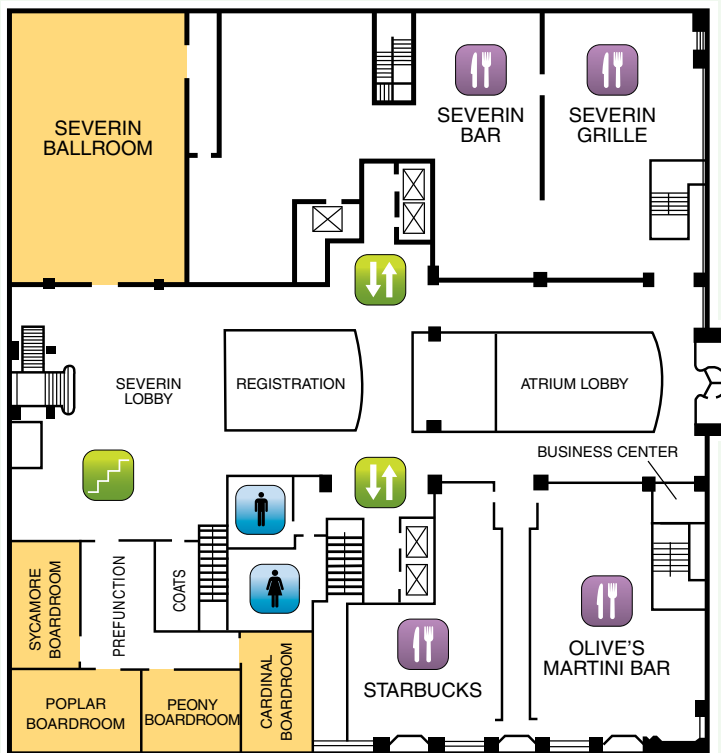 SEVERIN
BALLROOM
SEVERIN
BAR
SEVERIN
GRILLE
SEVERIN
LOBBY
REGISTRATION
ATRIUM LOBBY
BUSINESS CENTER
SYCAMORE
BOARDROOM
PREFUNCTION
COATS
POPLAR
BOARDROOM
PEONY
BOARDROOM
CARDINAL
BOARDROOM
STARBUCKS
OLIVE'S
MARTINI BAR